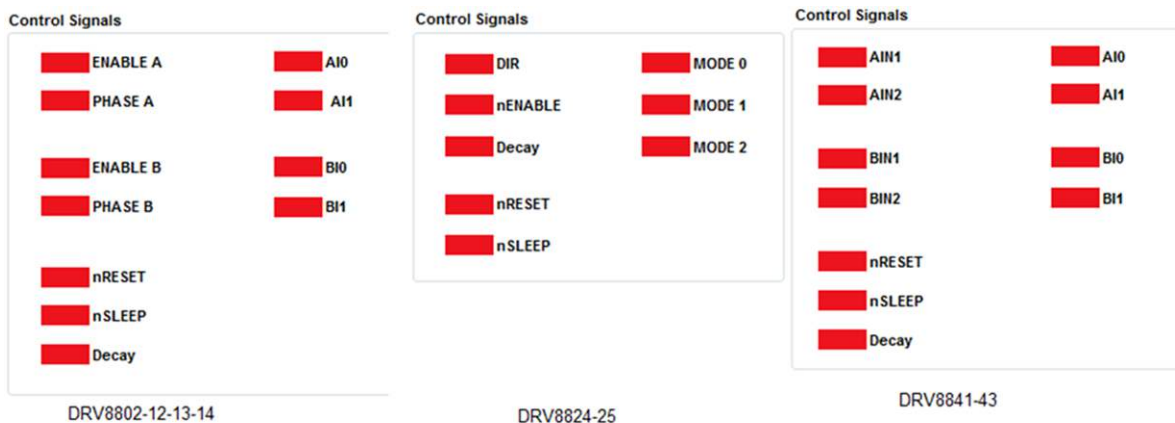 Control Signals
ENABLE A AI0
PHASE A AI1
ENABLE B BI0
PHASE B BI1
nRESET
nSLEEP
Decay
DRV8802-12-13-14
Control Signals
DIR MODE 0
nENABLE MODE 1
Decay MODE 2
nRESET
nSLEEP
DRV8824-25
Control Signals
AIN1 AI0
AIN2 AI1
BIN1 BI0
BIN2 BI1
nRESET
nSLEEP
Decay
DRV8841-43